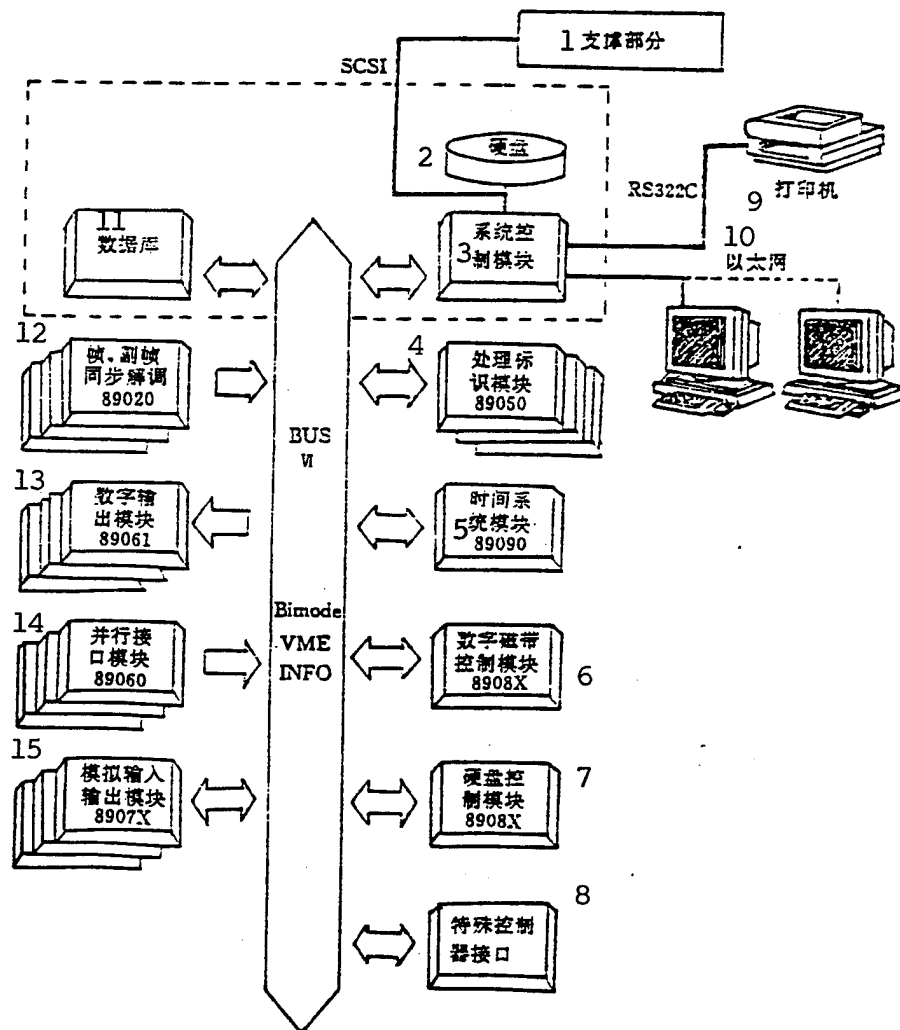 1 支撑部分
SCSI
2
硬盘
RS322C
9 打印机
11
数据库
3
系统控
制模块
10
以太网
12
帧、副帧
同步解调
89020
4
处理标
识模块
89050
BUS
VI
13
数字输
出模块
89061
5
时间系
统模块
89090
14
并行接
口模块
89060
Bimode
VME
INFO
数字磁带
控制模块
8908X
6
15
模拟输入
输出模块
8907X
硬盘控
制模块
8908X
7
8
特殊控制
器接口